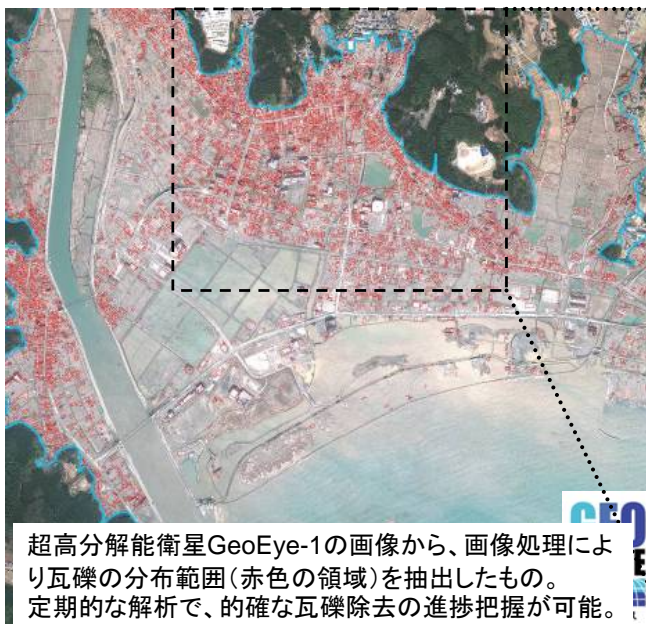 GEO
超高分解能衛星GeoEye-1の画像から、画像処理によ
り瓦礫の分布範囲(赤色の領域)を抽出したもの。
定期的な解析で、的確な瓦礫除去の進捗把握が可能。